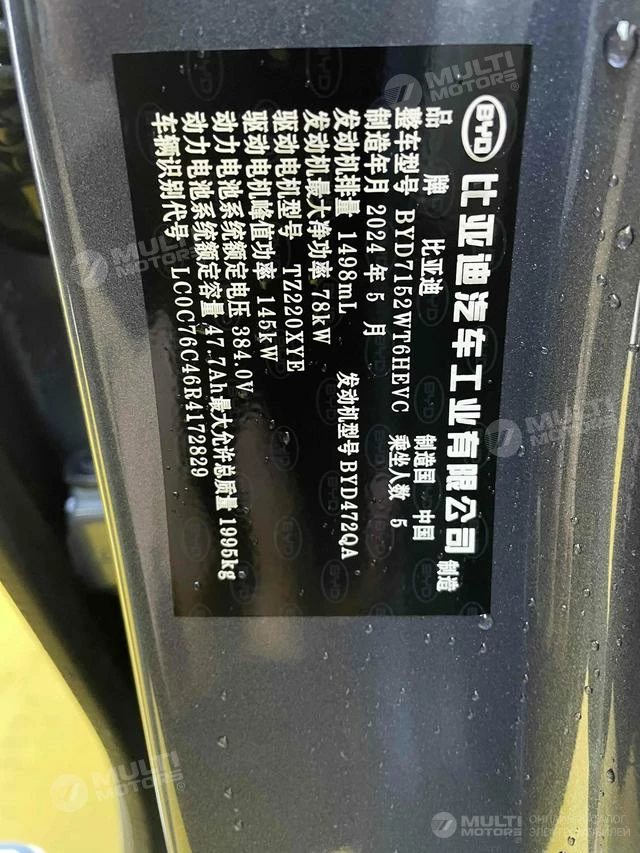 BYD 比亚迪汽车工业有限公司 制造
品牌 比亚迪 制造国 中国
整车型号 BYD7152WT6HEVC 乘坐人数 5
制造年月 2024 年 5 月
发动机排量 1498mL 发动机型号 BYD472QA
发动机最大净功率 78kW
驱动电机型号 TZ220XYE
驱动电机峰值功率 145kW
动力电池系统额定电压 384.0V
动力电池系统额定容量 47.7Ah 最大允许总质量 1995kg
车辆识别代号 LC0C76C46R4172829
MULTI MOTORS®
MULTI MOTORS®
MULTI MOTORS®
MULTI MOTORS®
MULTI MOTORS® ОНЛАЙН-КАТАЛОГ ЭЛЕКТРОМОБИЛЕЙ